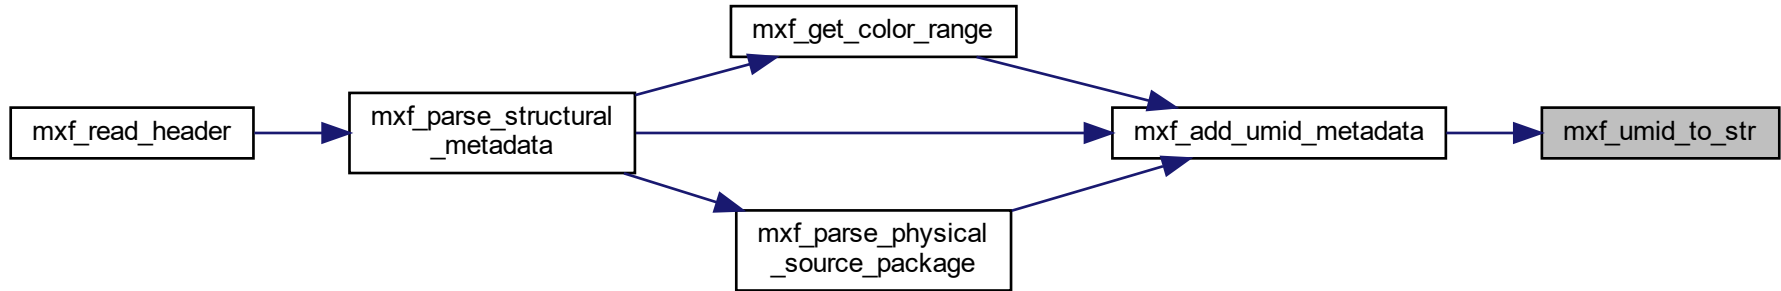 mxf_get_color_range
mxf_read_header
mxf_parse_structural
_metadata
mxf_add_umid_metadata
mxf_umid_to_str
mxf_parse_physical
_source_package